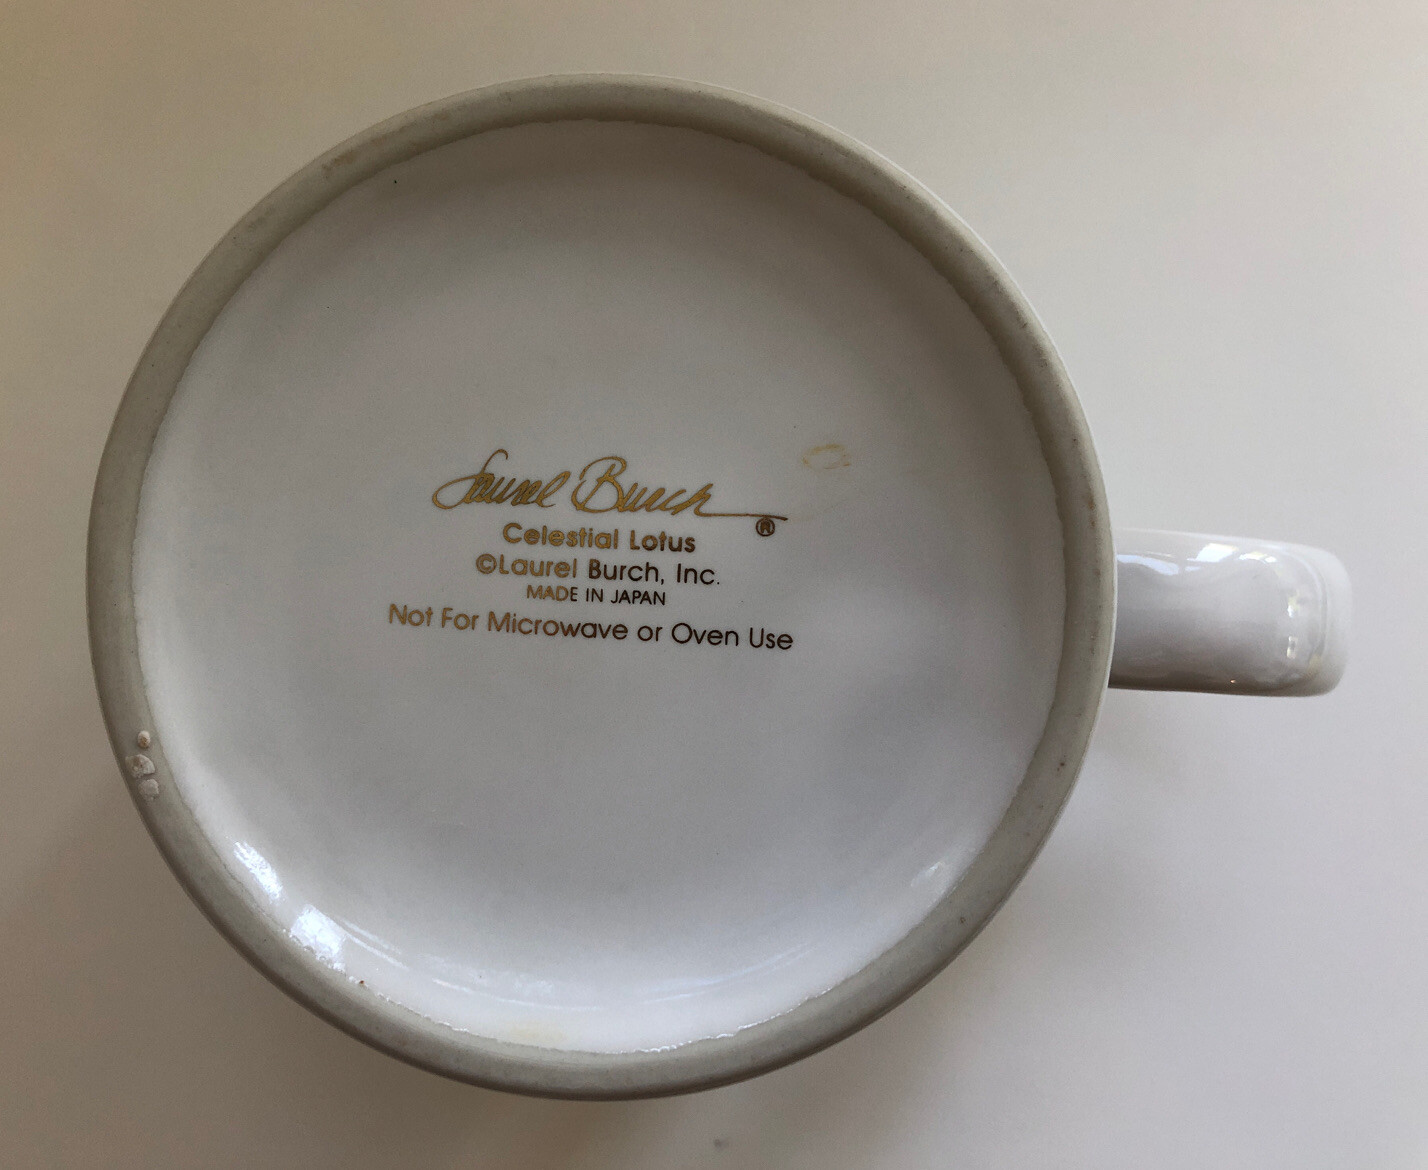 Laurel Burch
®
Celestial Lotus
©Laurel Burch, Inc.
MADE IN JAPAN
Not For Microwave or Oven Use